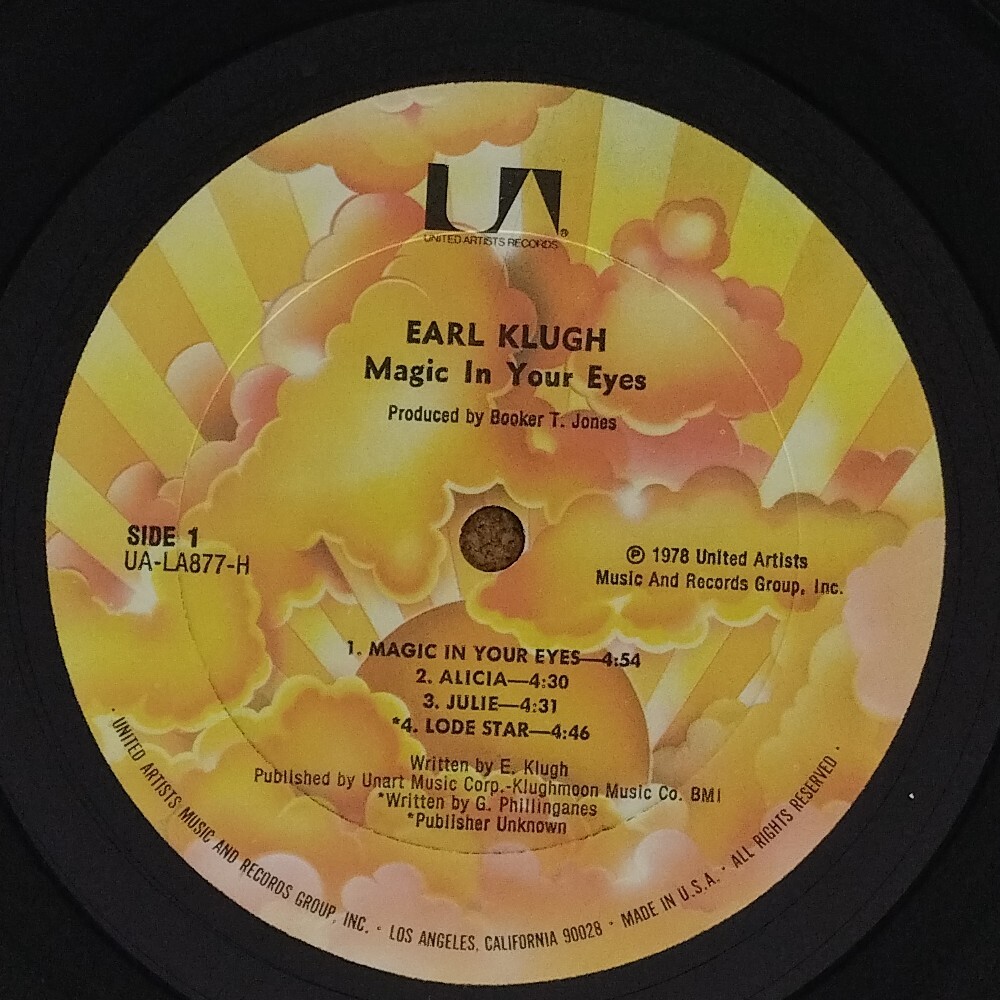 UA®
UNITED ARTISTS RECORDS
EARL KLUGH
Magic In Your Eyes
Produced by Booker T. Jones
SIDE 1
UA-LA877-H
℗ 1978 United Artists
Music And Records Group, Inc.
1. MAGIC IN YOUR EYES—4:54
2. ALICIA—4:30
3. JULIE—4:31
*4. LODE STAR—4:46
Written by E. Klugh
Published by Unart Music Corp.-Klughmoon Music Co. BMI
*Written by G. Phillinganes
*Publisher Unknown
· UNITED ARTISTS MUSIC AND RECORDS GROUP, INC. · LOS ANGELES, CALIFORNIA 90028 · MADE IN U.S.A. · ALL RIGHTS RESERVED ·